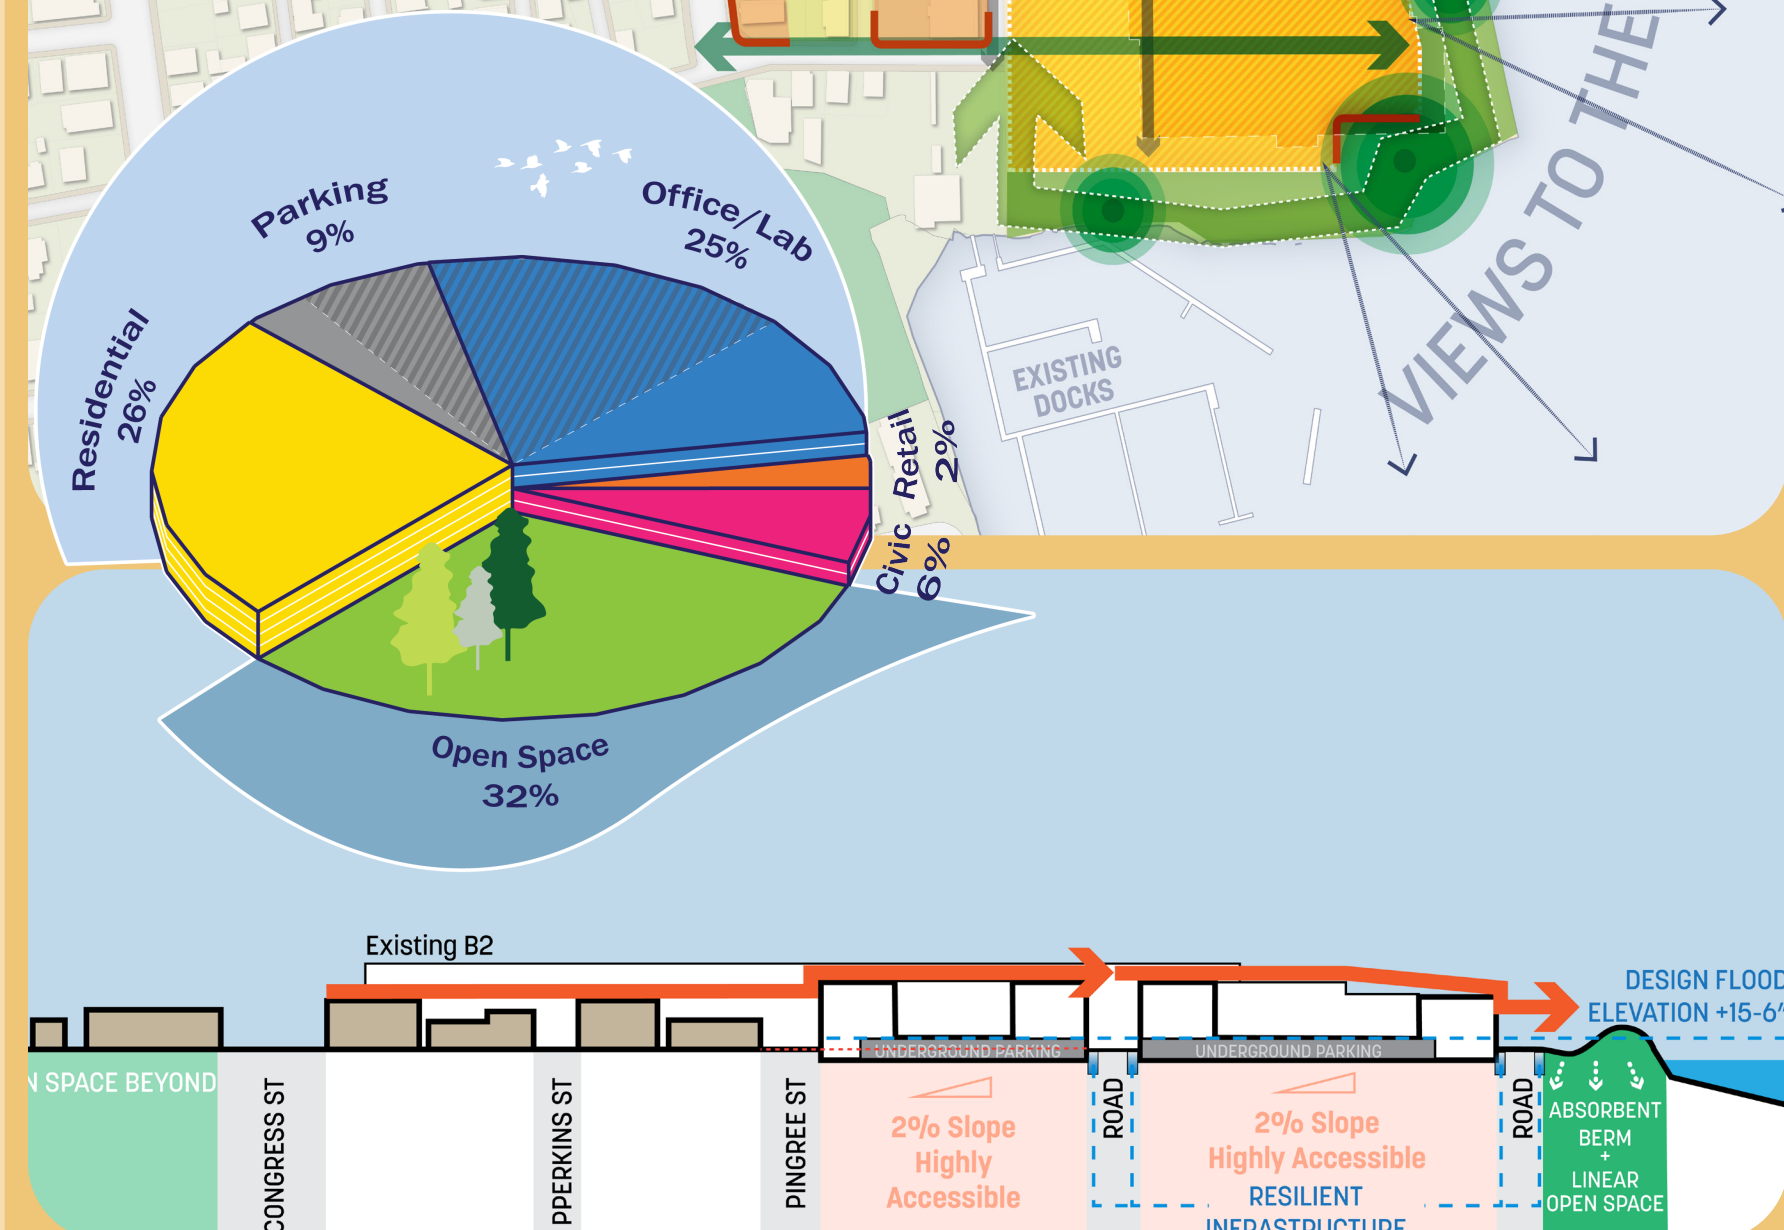 VIEWS TO THE
Parking
9%
Office/Lab
25%
Residential
26%
EXISTING
DOCKS
Retail
2%
Civic
6%
Open Space
32%
Existing B2
DESIGN FLOOD
ELEVATION +15-6"
UNDERGROUND PARKING
UNDERGROUND PARKING
N SPACE BEYOND
CONGRESS ST
PPERKINS ST
PINGREE ST
2% Slope
Highly
Accessible
ROAD
2% Slope
Highly Accessible
RESILIENT
INFRASTRUCTURE
ROAD
ABSORBENT
BERM
+
LINEAR
OPEN SPACE